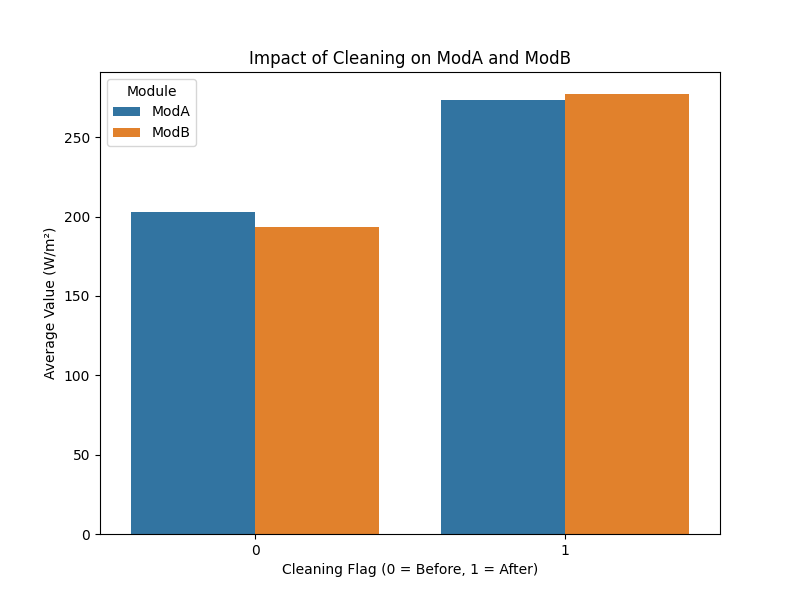 Impact of Cleaning on ModA and ModB
Module
ModA
ModB
Average Value (W/m²)
250
200
150
100
50
0
0 1
Cleaning Flag (0 = Before, 1 = After)